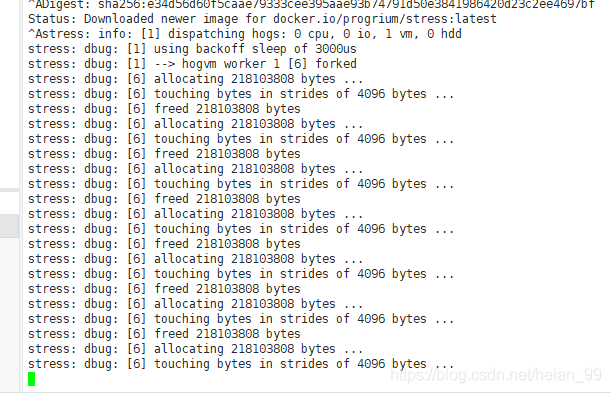 ^ADigest: sha256:e34d56d60f5caae79333cee395aae93b74791d50e3841986420d23c2ee4697bf
Status: Downloaded newer image for docker.io/progrium/stress:latest
^Astress: info: [1] dispatching hogs: 0 cpu, 0 io, 1 vm, 0 hdd
stress: dbug: [1] using backoff sleep of 3000us
stress: dbug: [1] --> hogvm worker 1 [6] forked
stress: dbug: [6] allocating 218103808 bytes ...
stress: dbug: [6] touching bytes in strides of 4096 bytes ...
stress: dbug: [6] freed 218103808 bytes
stress: dbug: [6] allocating 218103808 bytes ...
stress: dbug: [6] touching bytes in strides of 4096 bytes ...
stress: dbug: [6] freed 218103808 bytes
stress: dbug: [6] allocating 218103808 bytes ...
stress: dbug: [6] touching bytes in strides of 4096 bytes ...
stress: dbug: [6] freed 218103808 bytes
stress: dbug: [6] allocating 218103808 bytes ...
stress: dbug: [6] touching bytes in strides of 4096 bytes ...
stress: dbug: [6] freed 218103808 bytes
stress: dbug: [6] allocating 218103808 bytes ...
stress: dbug: [6] touching bytes in strides of 4096 bytes ...
stress: dbug: [6] freed 218103808 bytes
stress: dbug: [6] allocating 218103808 bytes ...
stress: dbug: [6] touching bytes in strides of 4096 bytes ...
stress: dbug: [6] freed 218103808 bytes
stress: dbug: [6] allocating 218103808 bytes ...
stress: dbug: [6] touching bytes in strides of 4096 bytes ...
https://blog.csdn.net/heian_99